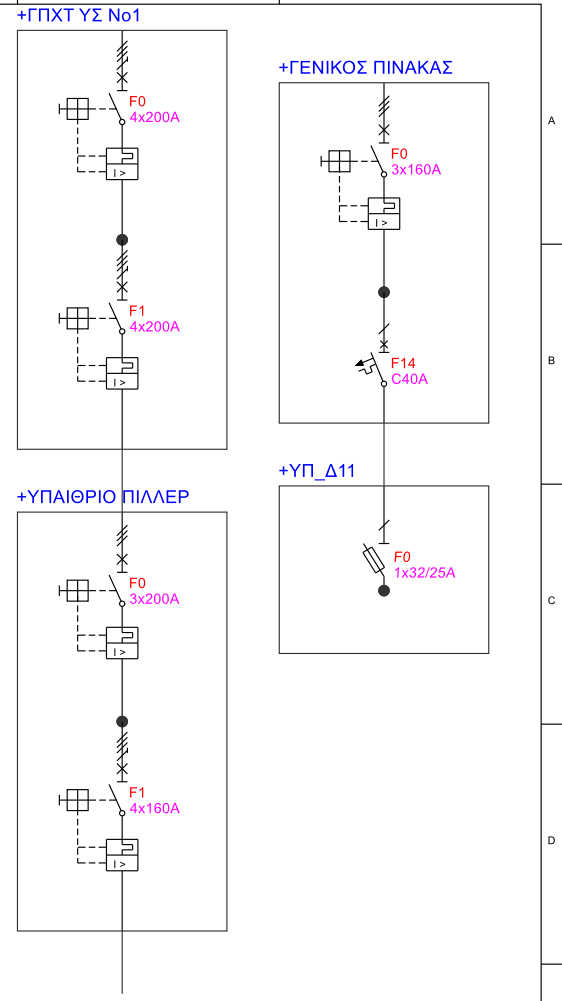 +ΓΠΧΤ ΥΣ Νο1
F0
4x200A
I >
F1
4x200A
I >
+ΥΠΑΙΘΡΙΟ ΠΙΛΛΕΡ
F0
3x200A
I >
F1
4x160A
I >
+ΓΕΝΙΚΟΣ ΠΙΝΑΚΑΣ
F0
3x160A
I >
F14
C40A
+ΥΠ_Δ11
F0
1x32/25A
A
B
C
D